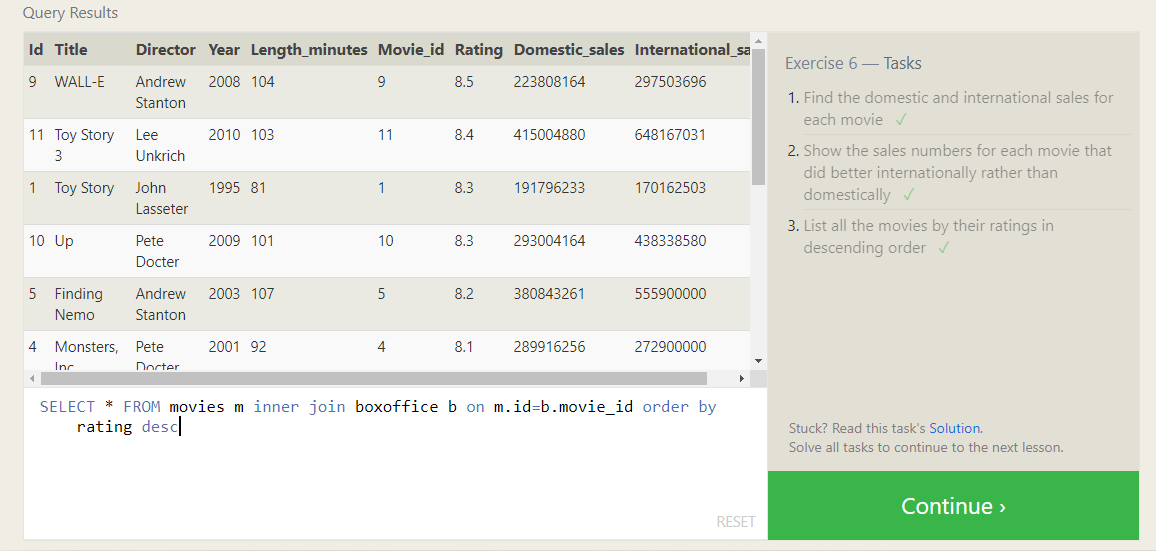 Query Results
Id Title Director Year Length_minutes Movie_id Rating Domestic_sales International_sa
9 WALL-E Andrew 2008 104 9 8.5 223808164 297503696
Stanton
11 Toy Story Lee 2010 103 11 8.4 415004880 648167031
3 Unkrich
1 Toy Story John 1995 81 1 8.3 191796233 170162503
Lasseter
10 Up Pete 2009 101 10 8.3 293004164 438338580
Docter
5 Finding Andrew 2003 107 5 8.2 380843261 555900000
Nemo Stanton
4 Monsters, Pete 2001 92 4 8.1 289916256 272900000
Inc. Docter
SELECT * FROM movies m inner join boxoffice b on m.id=b.movie_id order by
rating desc
RESET
Exercise 6 — Tasks
1. Find the domestic and international sales for
each movie ✓
2. Show the sales numbers for each movie that
did better internationally rather than
domestically ✓
3. List all the movies by their ratings in
descending order ✓
Stuck? Read this task's Solution.
Solve all tasks to continue to the next lesson.
Continue ›